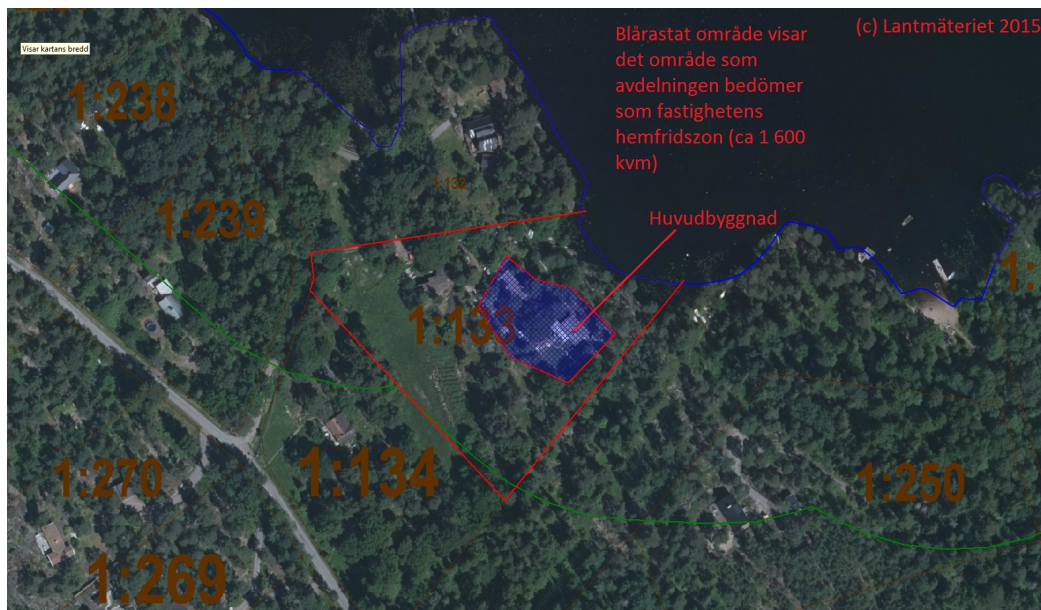 Visar kartans bredd
Blårastat område visar
det område som
avdelningen bedömer
som fastighetens
hemfridszon (ca 1 600
kvm)
(c) Lantmäteriet 2015
1:238
1:132
1:239
Huvudbyggnad
1:133
1:
1:134
1:270
1:250
1:269